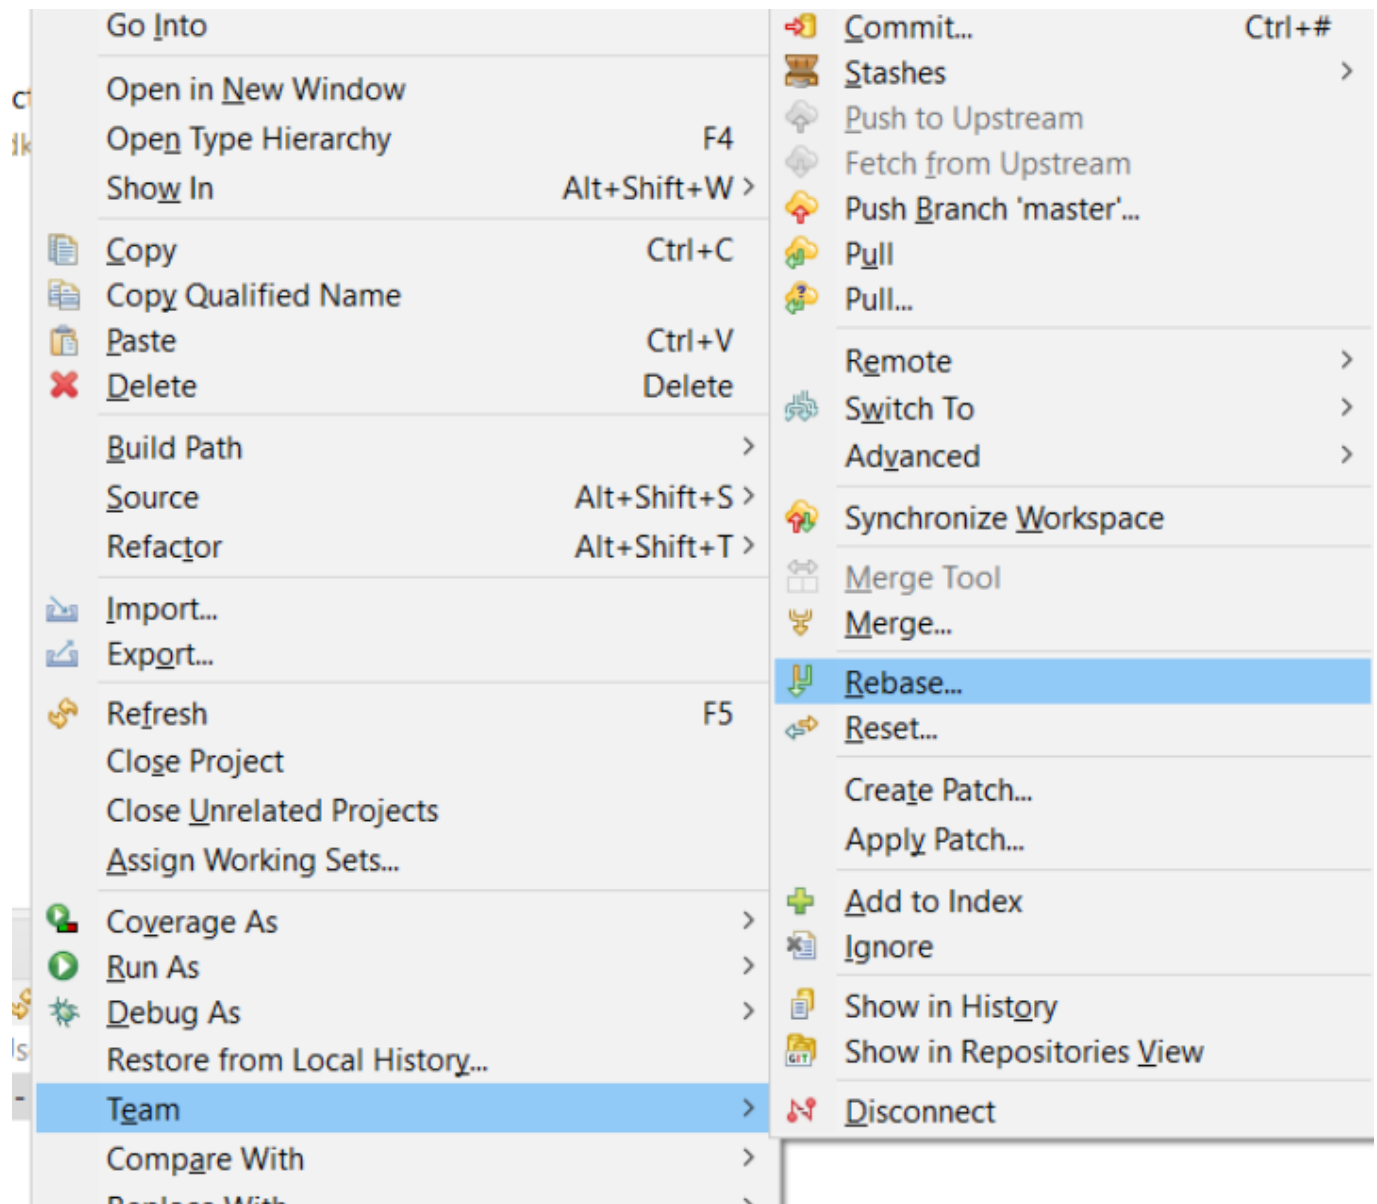 Go Into
Open in New Window
Open Type Hierarchy F4
Show In Alt+Shift+W >
Copy Ctrl+C
Copy Qualified Name
Paste Ctrl+V
Delete Delete
Build Path >
Source Alt+Shift+S >
Refactor Alt+Shift+T >
Import...
Export...
Refresh F5
Close Project
Close Unrelated Projects
Assign Working Sets...
Coverage As >
Run As >
Debug As >
Restore from Local History...
Team >
Compare With >
Replace With >
Commit... Ctrl+#
Stashes >
Push to Upstream
Fetch from Upstream
Push Branch 'master'...
Pull
Pull...
Remote >
Switch To >
Advanced >
Synchronize Workspace
Merge Tool
Merge...
Rebase...
Reset...
Create Patch...
Apply Patch...
Add to Index
Ignore
Show in History
GIT Show in Repositories View
Disconnect